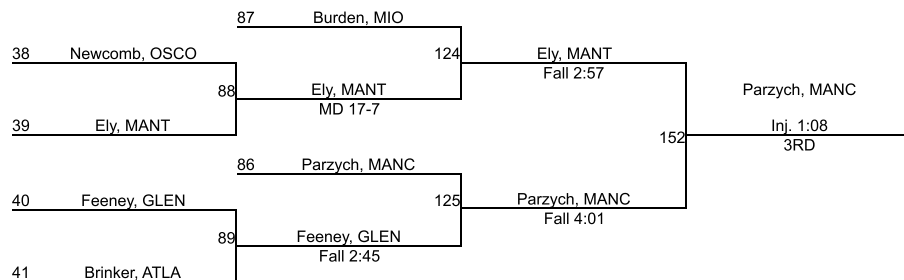 87 Burden, MIO
38 Newcomb, OSCO
124 Ely, MANT
Fall 2:57
88 Ely, MANT
MD 17-7
Parzych, MANC
39 Ely, MANT
Inj. 1:08
152
3RD
86 Parzych, MANC
40 Feeney, GLEN
125 Parzych, MANC
Fall 4:01
89 Feeney, GLEN
Fall 2:45
41 Brinker, ATLA